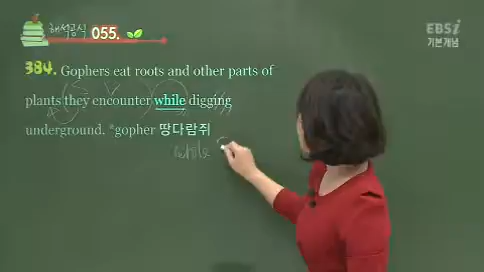 해석공식 055.
EBSi
기본개념
384. Gophers eat roots and other parts of
plants they encounter while digging
underground. *gopher 땅다람쥐
while